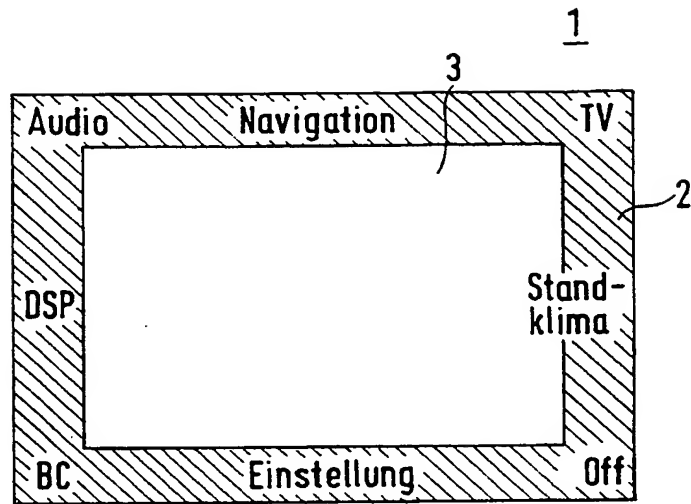 1
3
Audio Navigation TV
2
DSP
Stand-
klima
BC Einstellung Off